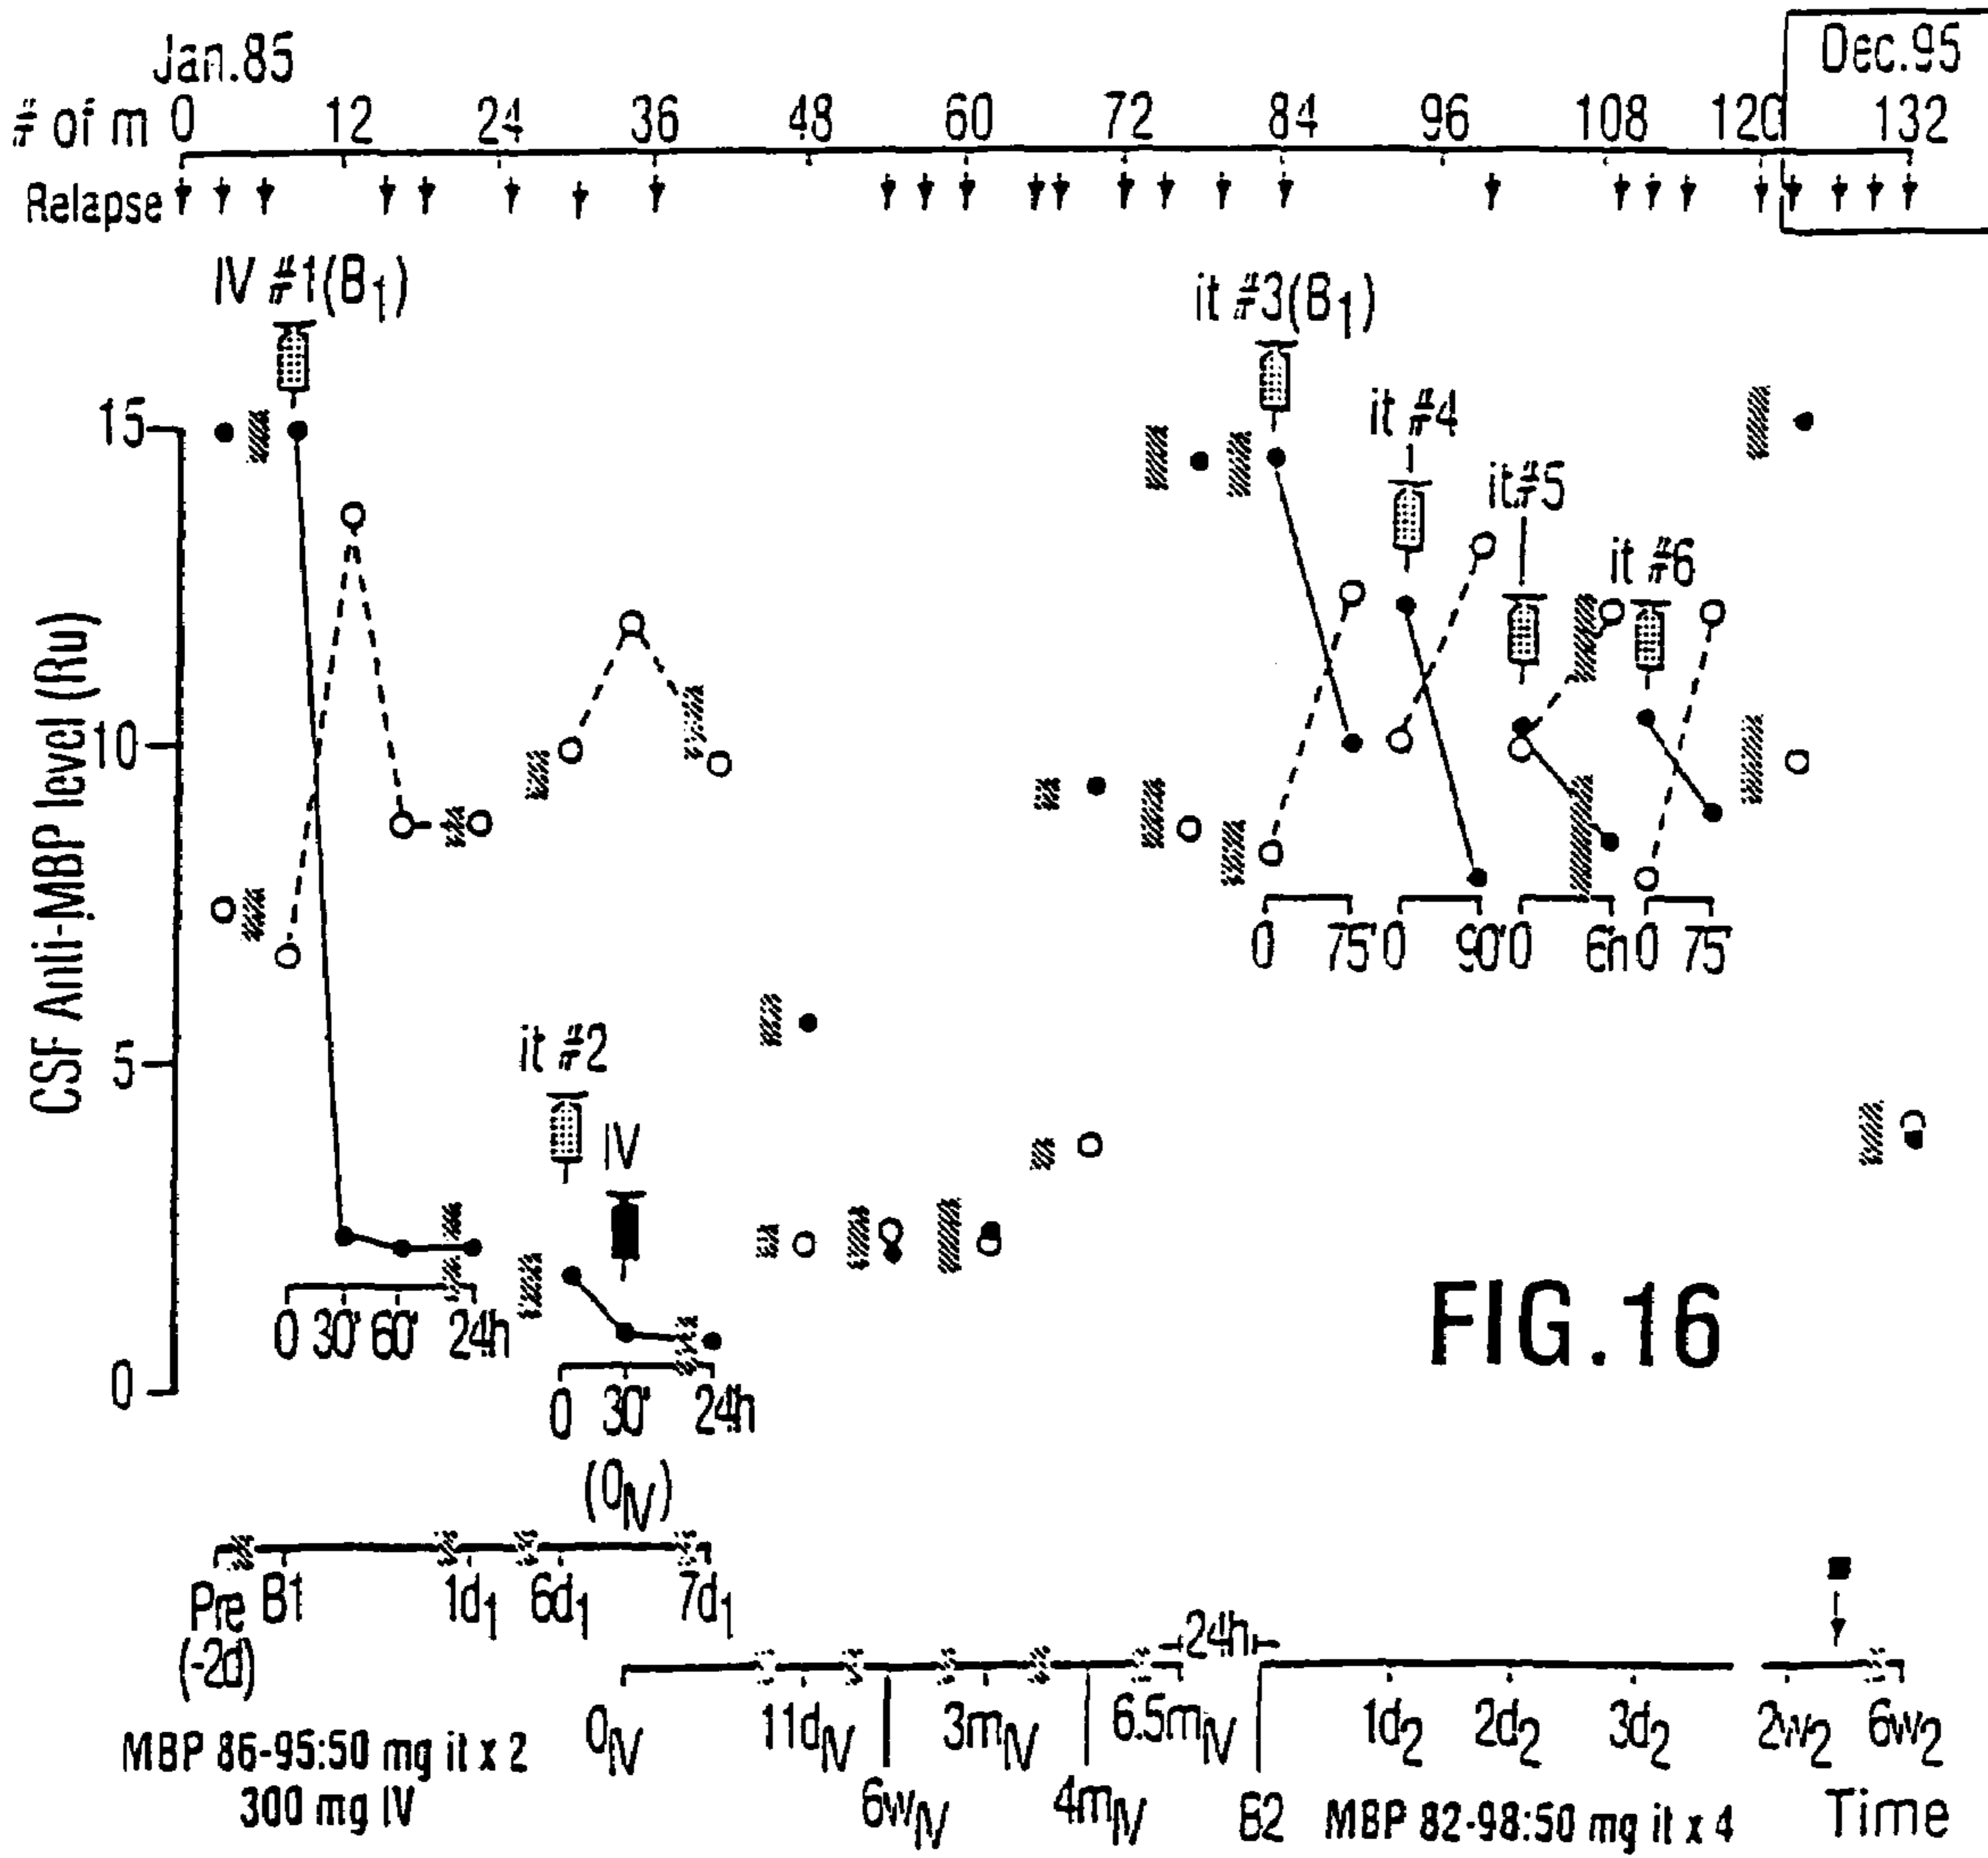 Jan.85
Dec.95
# of m 0 12 24 36 48 60 72 84 96 108 120 132
Relapse
IV #1(B1)
it #3(B1)
it #4
it#5
it #6
15
10
5
0
CSF Anti-MBP level (Ru)
0 75' 0 90' 0 6h 0 75'
it #2
IV
0 30' 60' 24h
0 30' 24h
(0IV)
FIG.16
Pre B1 1d1 6d1 7d1
(-2d)
24h
0IV 11dIV 3mIV 6.5mIV 1d2 2d2 3d2 2w2 6w2
6wIV 4mIV B2
MBP 86-95:50 mg it x 2
300 mg IV
MBP 82-98:50 mg it x 4
Time